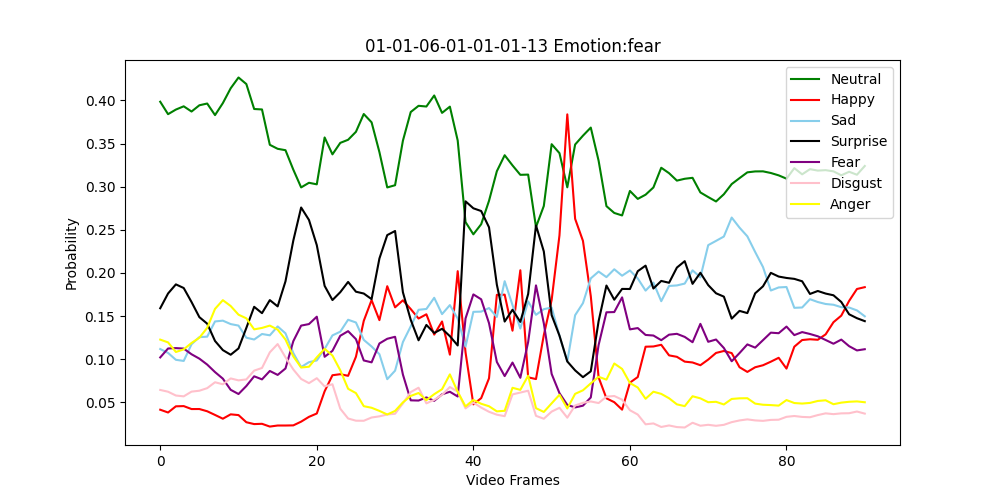 01-01-06-01-01-01-13 Emotion:fear
Probability
0.40
0.35
0.30
0.25
0.20
0.15
0.10
0.05
0
20
40
60
80
Video Frames
Neutral
Happy
Sad
Surprise
Fear
Disgust
Anger